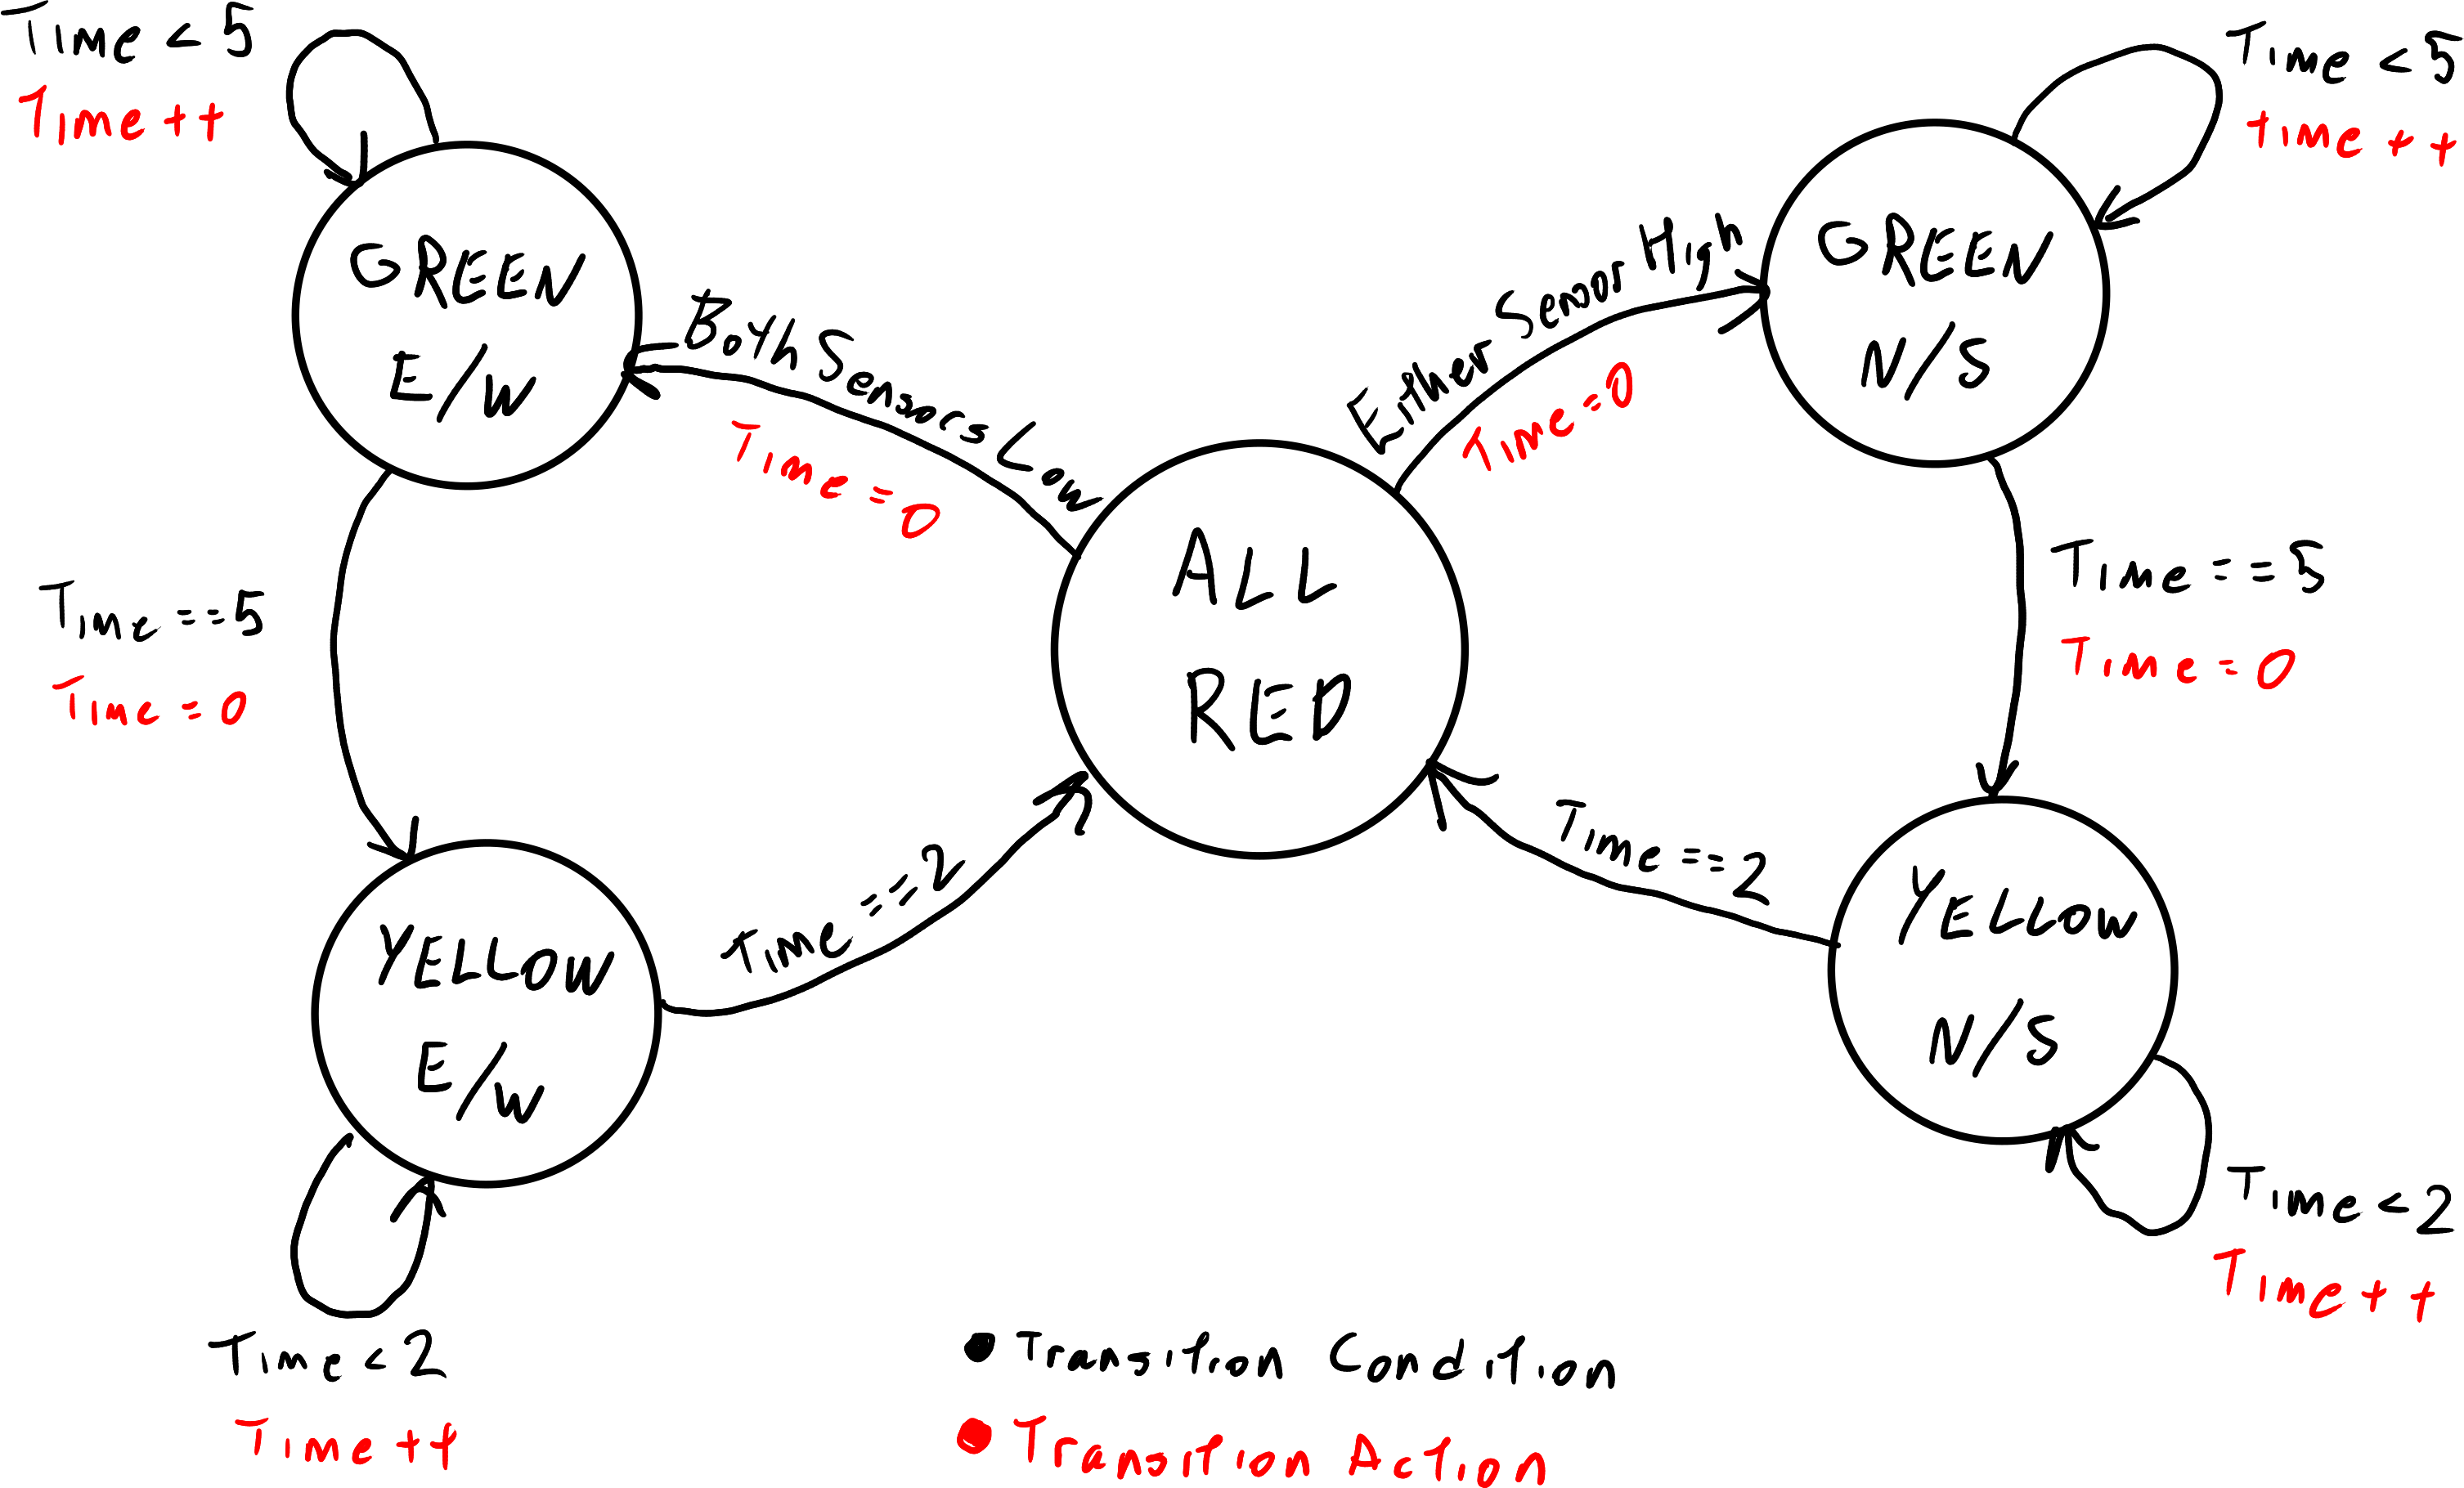 Time < 5
Time++
Time < 5
time++
GREEN
E/W
GREEN
N/S
Both Sensors Low
Time = 0
Either Sensor High
Time = 0
ALL
RED
Time == 5
Time = 0
Time == 5
Time = 0
YELLOW
E/W
YELLOW
N/S
Time == 2
Time == 2
Time < 2
Time++
Time < 2
Time++
Transition Condition
Transition Action